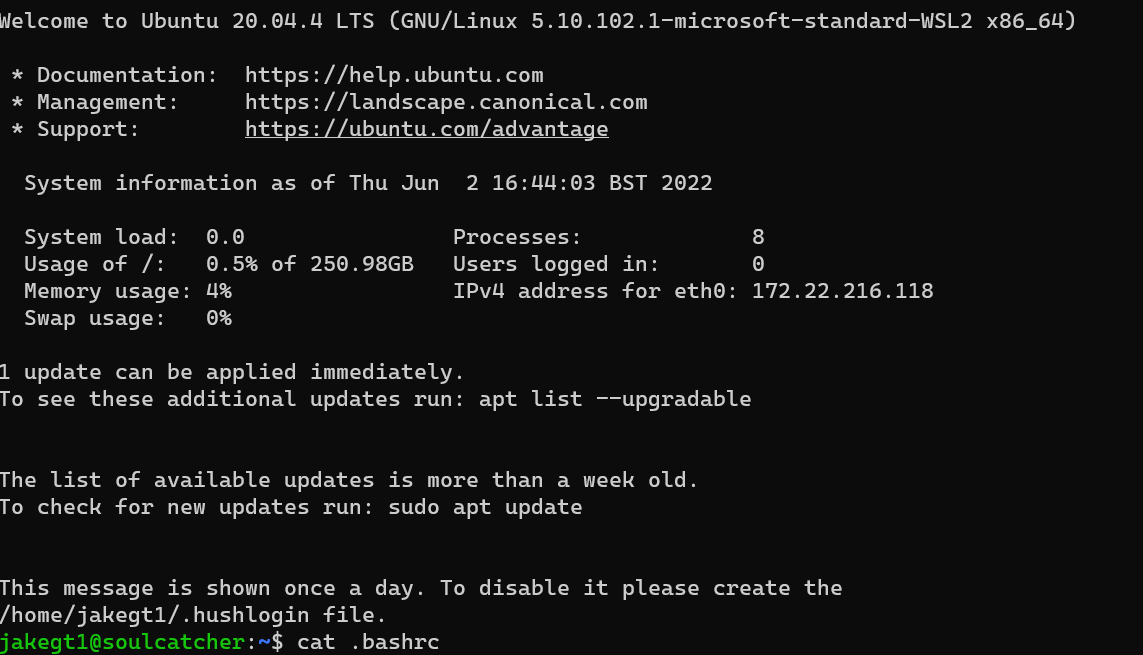 Welcome to Ubuntu 20.04.4 LTS (GNU/Linux 5.10.102.1-microsoft-standard-WSL2 x86_64)
* Documentation: https://help.ubuntu.com
* Management: https://landscape.canonical.com
* Support: https://ubuntu.com/advantage
System information as of Thu Jun 2 16:44:03 BST 2022
System load: 0.0 Processes: 8
Usage of /: 0.5% of 250.98GB Users logged in: 0
Memory usage: 4% IPv4 address for eth0: 172.22.216.118
Swap usage: 0%
1 update can be applied immediately.
To see these additional updates run: apt list --upgradable
The list of available updates is more than a week old.
To check for new updates run: sudo apt update
This message is shown once a day. To disable it please create the
/home/jakegt1/.hushlogin file.
jakegt1@soulcatcher:~$ cat .bashrc